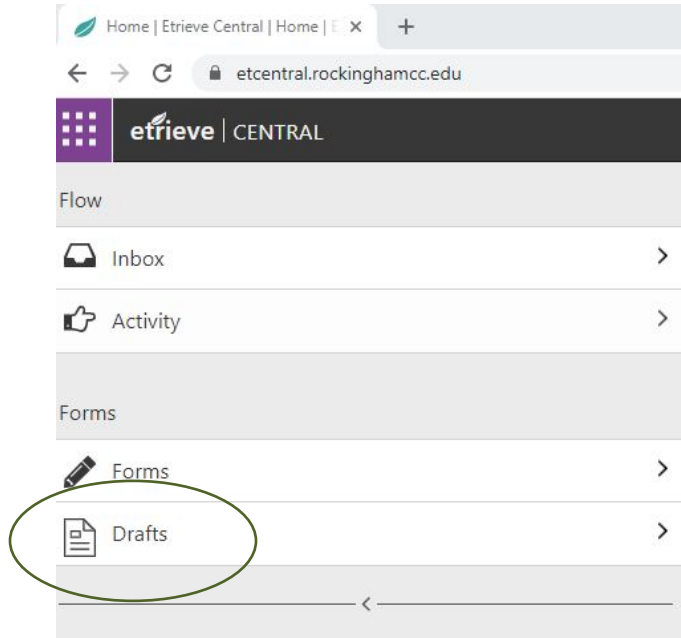 Home | Etrieve Central | Home | E
etcentral.rockinghamcc.edu
etrieve | CENTRAL
Flow
Inbox
Activity
Forms
Forms
Drafts